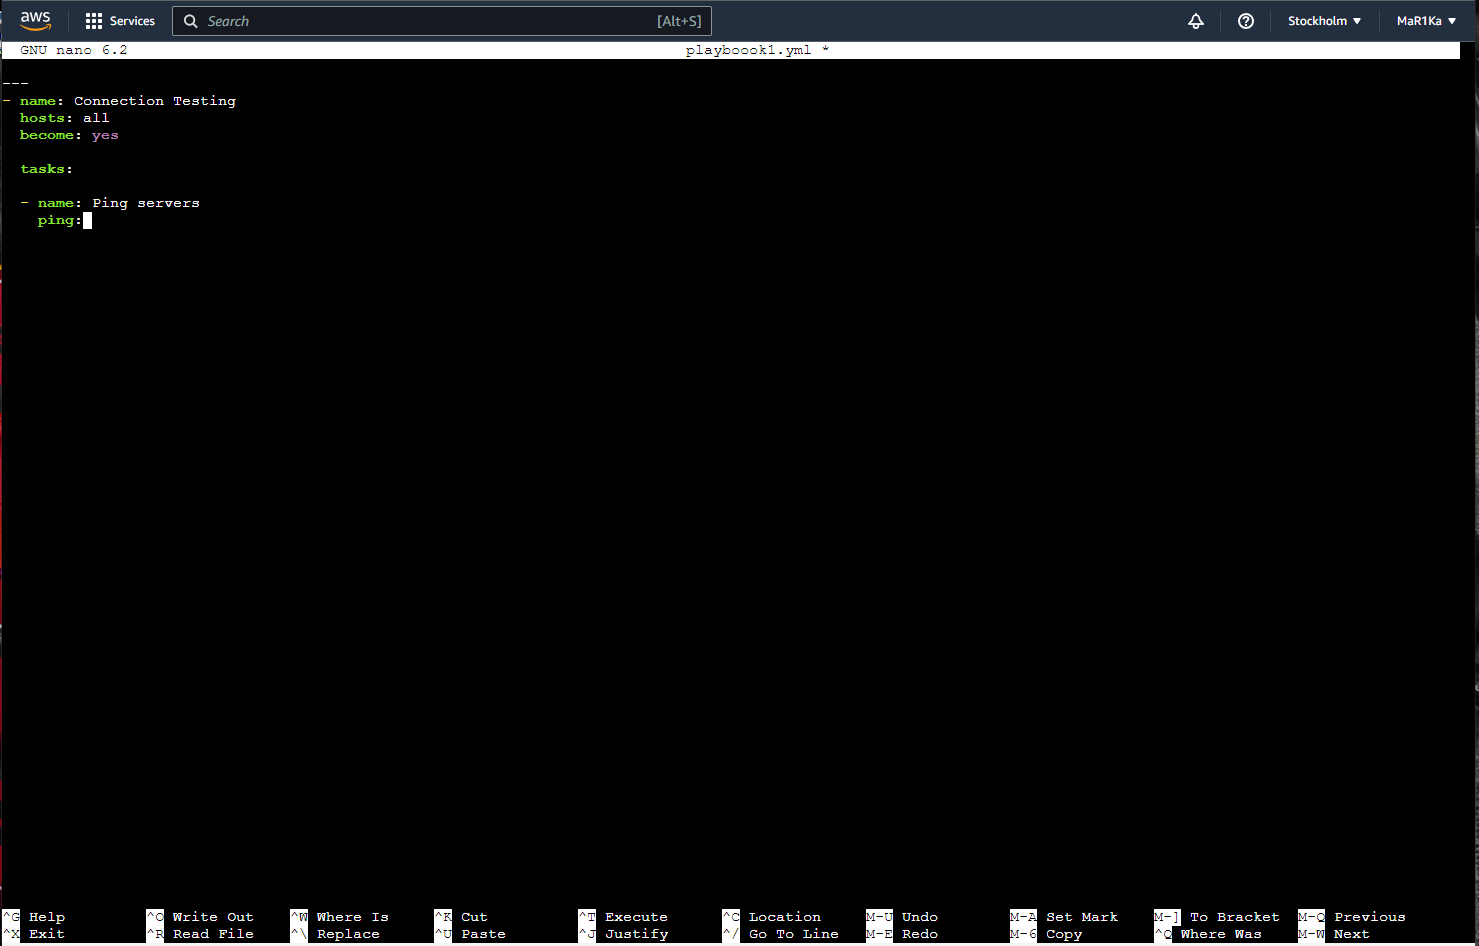 aws Services Search [Alt+S] Stockholm MaR1Ka
GNU nano 6.2 playboook1.yml *
---
- name: Connection Testing
hosts: all
become: yes
tasks:
- name: Ping servers
ping:
^G Help ^O Write Out ^W Where Is ^K Cut ^T Execute ^C Location M-U Undo M-A Set Mark M-] To Bracket M-Q Previous
^X Exit ^R Read File ^\ Replace ^U Paste ^J Justify ^/ Go To Line M-E Redo M-6 Copy ^Q Where Was M-W Next